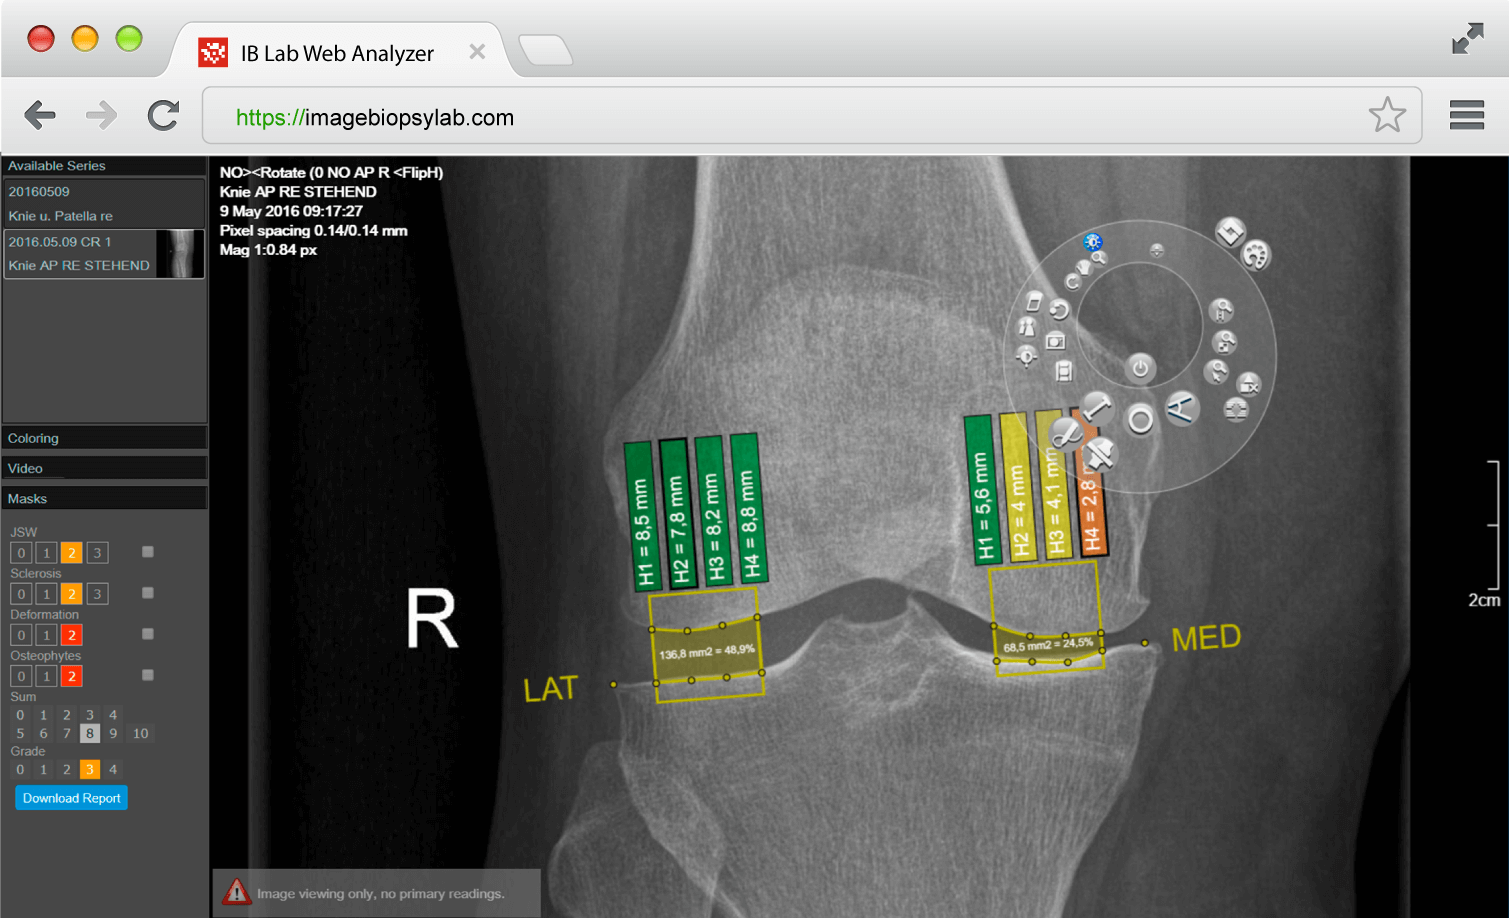 IB Lab Web Analyzer
https://imagebiopsylab.com
Available Series
20160509
Knie u. Patella re
2016.05.09 CR 1
Knie AP RE STEHEND
Coloring
Video
Masks
JSW
0 1 2 3
Sclerosis
0 1 2 3
Deformation
0 1 2
Osteophytes
0 1 2
Sum
0 1 2 3 4
5 6 7 8 9 10
Grade
0 1 2 3 4
Download Report
NO><Rotate (0 NO AP R <FlipH)
Knie AP RE STEHEND
9 May 2016 09:17:27
Pixel spacing 0.14/0.14 mm
Mag 1:0.84 px
H1 = 8,5 mm
H2 = 7,8 mm
H3 = 8,2 mm
H4 = 8,8 mm
H1 = 5,6 mm
H2 = 4 mm
H3 = 4,1 mm
H4 = 2,8 m
R
136,8 mm2 = 48,9%
68,5 mm2 = 24,5%
LAT
MED
2cm
Image viewing only, no primary readings.